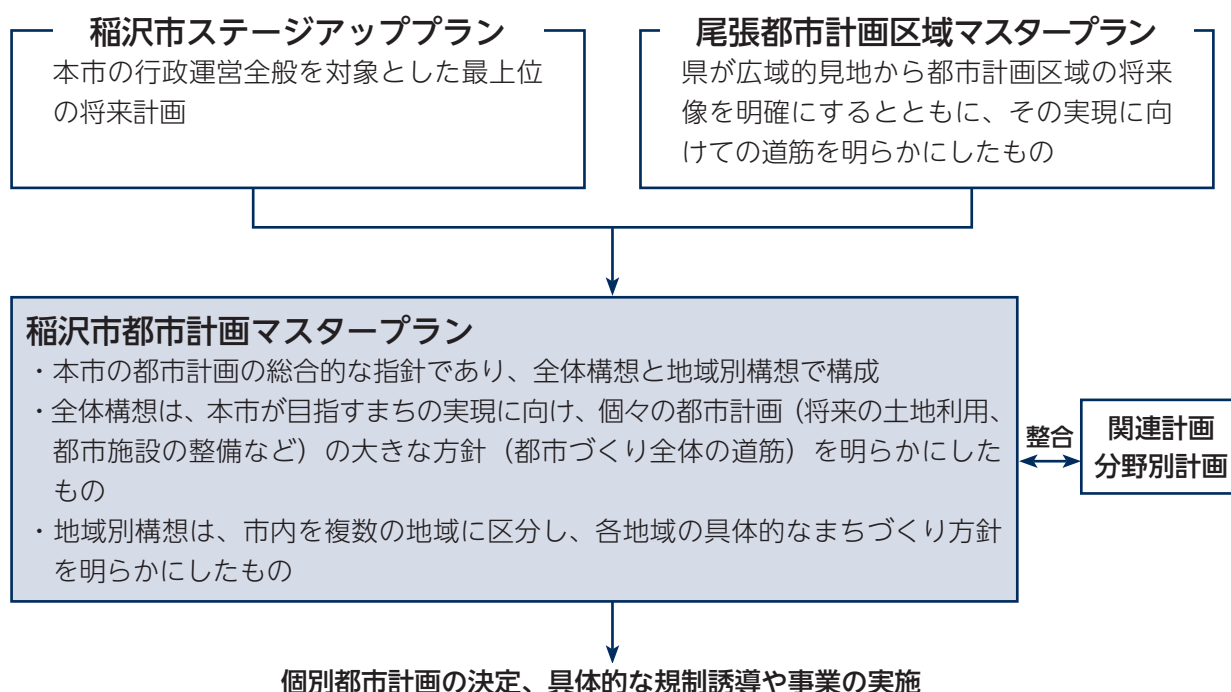 稲沢市ステージアッププラン
本市の行政運営全般を対象とした最上位
の将来計画
尾張都市計画区域マスタープラン
県が広域的見地から都市計画区域の将来
像を明確にするとともに、その実現に向
けての道筋を明らかにしたもの
稲沢市都市計画マスタープラン
・本市の都市計画の総合的な指針であり、全体構想と地域別構想で構成
・全体構想は、本市が目指すまちの実現に向け、個々の都市計画（将来の土地利用、
都市施設の整備など）の大きな方針（都市づくり全体の道筋）を明らかにした
もの
・地域別構想は、市内を複数の地域に区分し、各地域の具体的なまちづくり方針
を明らかにしたもの
整合
関連計画
分野別計画
個別都市計画の決定、具体的な規制誘導や事業の実施